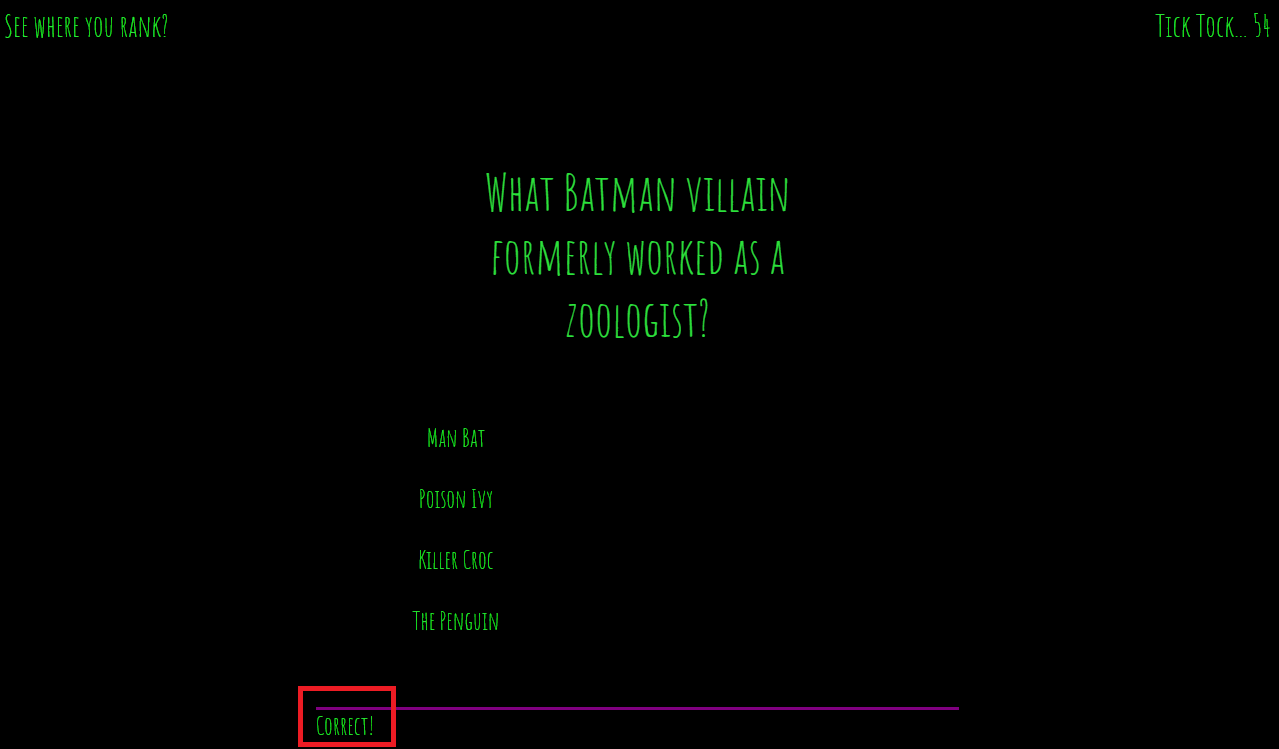 See where you rank?
Tick Tock... 54
What Batman villain
formerly worked as a
zoologist?
Man Bat
Poison Ivy
Killer Croc
The Penguin
Correct!